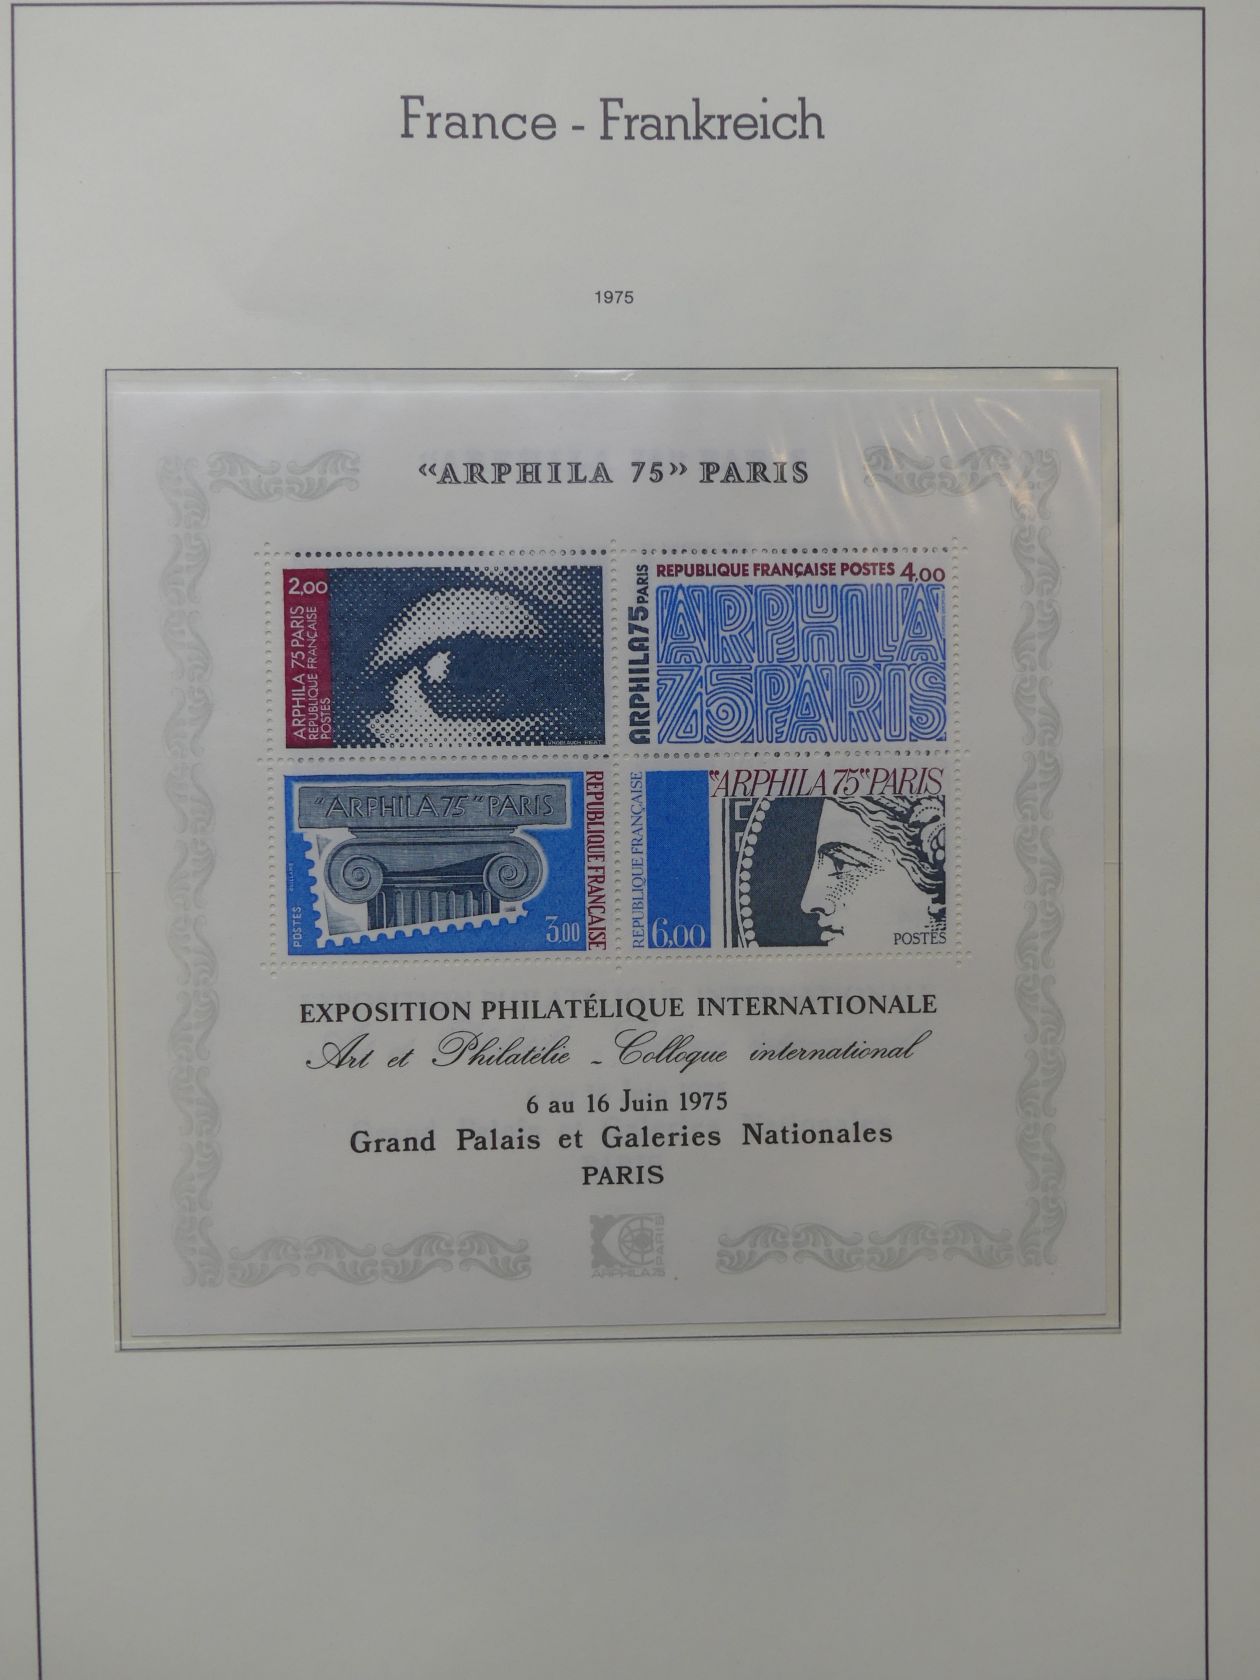 France - Frankreich
1975
“ARPHILA 75” PARIS
2,00
ARPHILA 75 PARIS
REPUBLIQUE FRANÇAISE
POSTES
ARPHILA 75 PARIS
REPUBLIQUE FRANÇAISE POSTES 4,00
ARPHILA
75 PARIS
"ARPHILA 75" PARIS
POSTES
3,00
REPUBLIQUE FRANÇAISE
REPUBLIQUE FRANÇAISE
"ARPHILA 75" PARIS
6,00
POSTES
EXPOSITION PHILATÉLIQUE INTERNATIONALE
Art et Philatélie - Colloque international
6 au 16 Juin 1975
Grand Palais et Galeries Nationales
PARIS
PARIS
ARPHILA 75